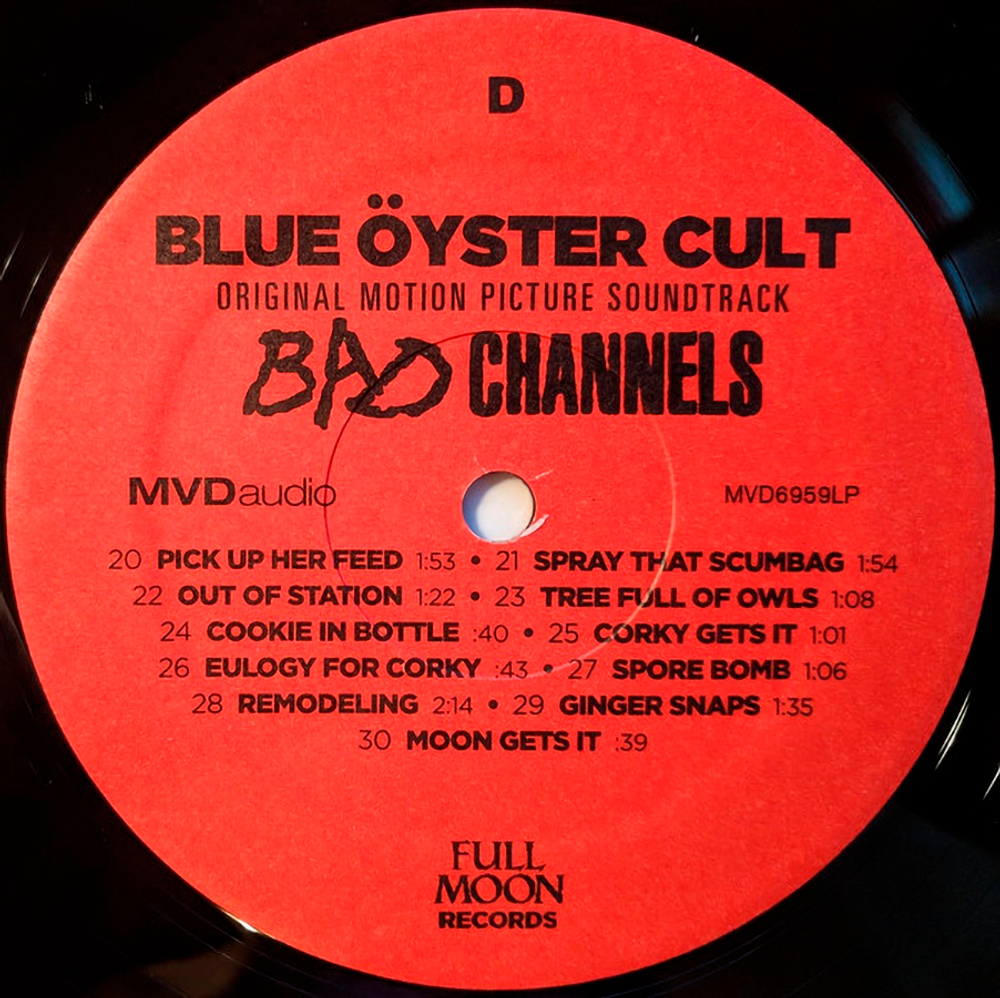 D
BLUE ÖYSTER CULT
ORIGINAL MOTION PICTURE SOUNDTRACK
BAD CHANNELS
MVDaudio MVD6959LP
20 PICK UP HER FEED 1:53 • 21 SPRAY THAT SCUMBAG 1:54
22 OUT OF STATION 1:22 • 23 TREE FULL OF OWLS 1:08
24 COOKIE IN BOTTLE :40 • 25 CORKY GETS IT 1:01
26 EULOGY FOR CORKY :43 • 27 SPORE BOMB 1:06
28 REMODELING 2:14 • 29 GINGER SNAPS 1:35
30 MOON GETS IT :39
FULL
MOON
RECORDS